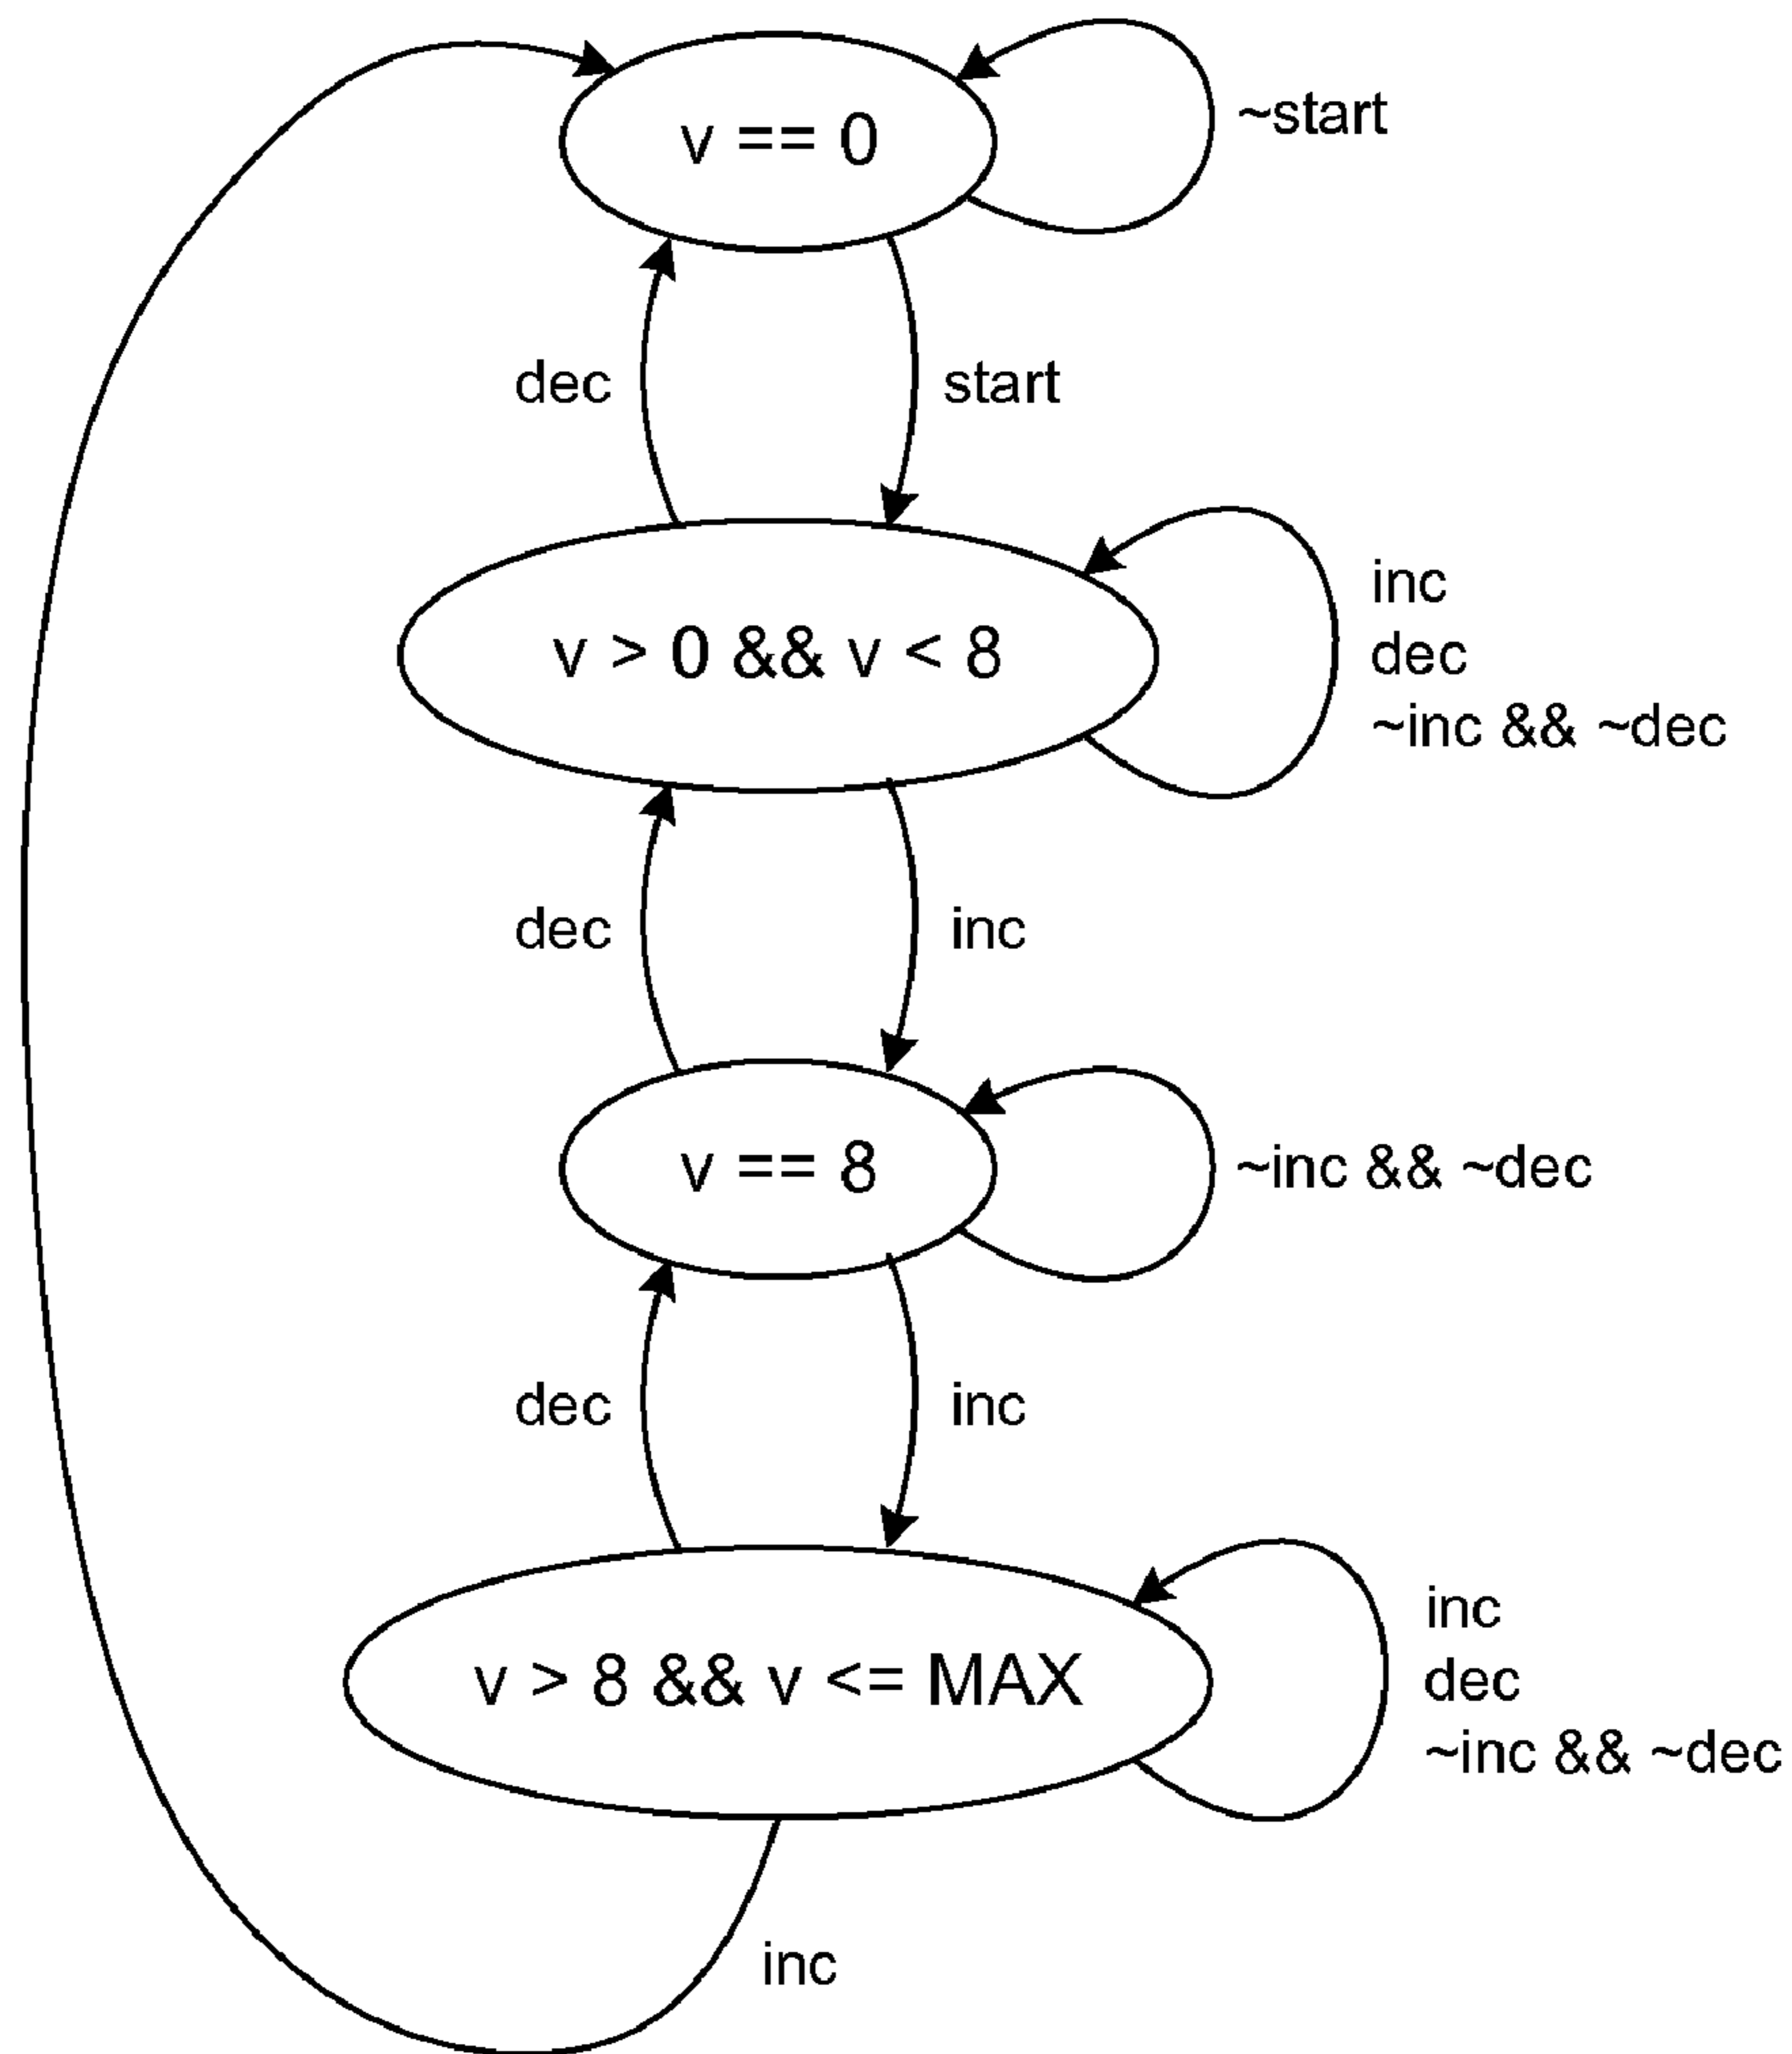 v == 0
~start
dec
start
v > 0 && v < 8
inc
dec
~inc && ~dec
dec
inc
v == 8
~inc && ~dec
dec
inc
v > 8 && v <= MAX
inc
dec
~inc && ~dec
inc